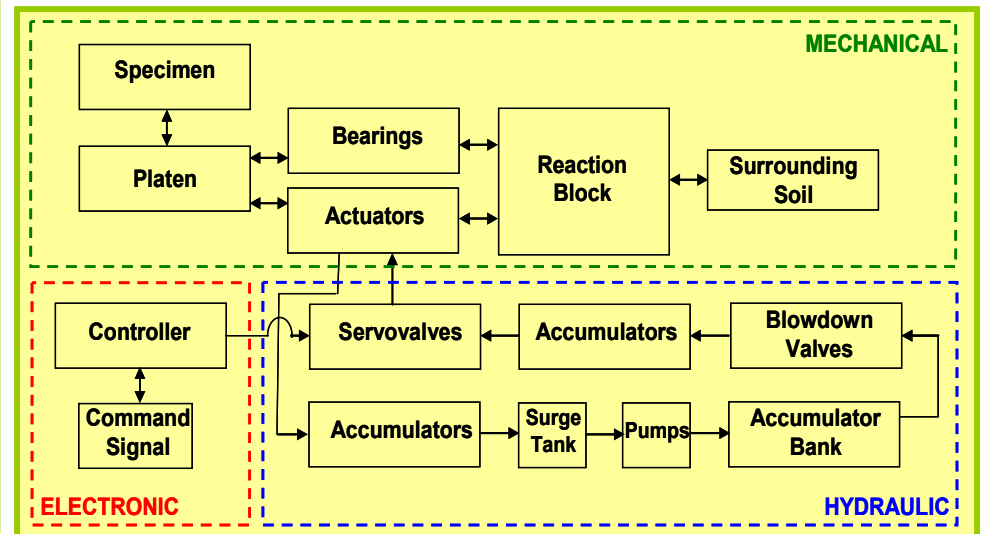 MECHANICAL
Specimen
Bearings
Platen
Reaction
Block
Surrounding
Soil
Actuators
Controller
Servovalves
Accumulators
Blowdown
Valves
Command
Signal
Accumulators
Surge
Tank
Pumps
Accumulator
Bank
ELECTRONIC
HYDRAULIC